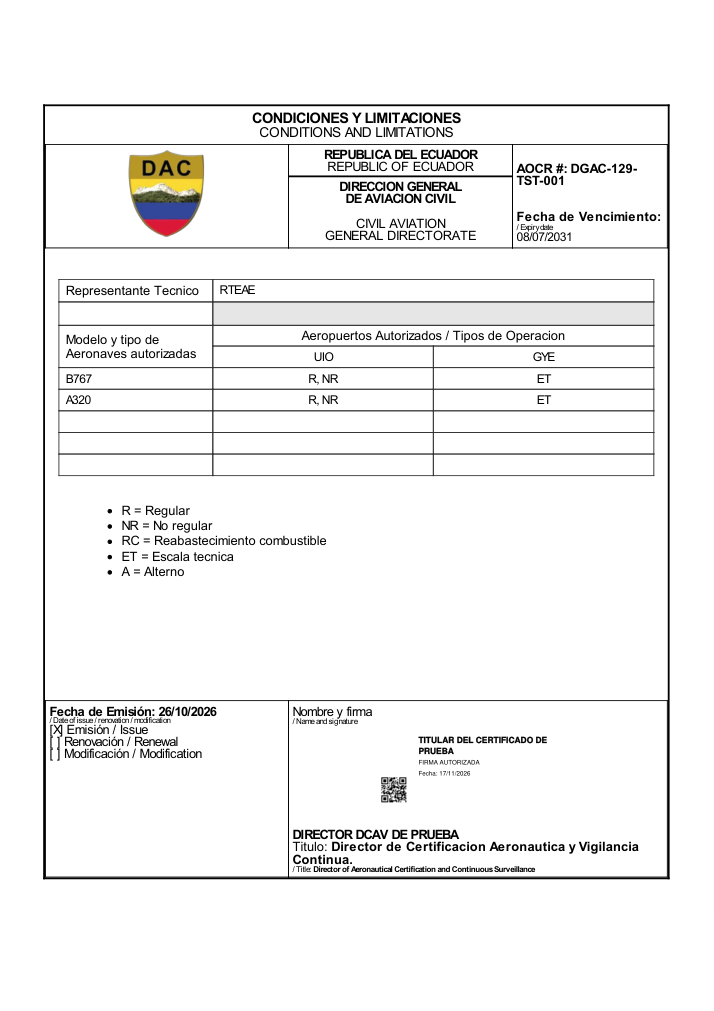 CONDICIONES Y LIMITACIONES
CONDITIONS AND LIMITATIONS
DAC
REPUBLICA DEL ECUADOR
REPUBLIC OF ECUADOR
DIRECCION GENERAL
DE AVIACION CIVIL
CIVIL AVIATION
GENERAL DIRECTORATE
AOCR #: DGAC-129-
TST-001
Fecha de Vencimiento:
/ Expiry date
08/07/2031
Representante Tecnico
RTEAE
Modelo y tipo de
Aeronaves autorizadas
Aeropuertos Autorizados / Tipos de Operacion
UIO
GYE
B767
R, NR
ET
A320
R, NR
ET
• R = Regular
• NR = No regular
• RC = Reabastecimiento combustible
• ET = Escala tecnica
• A = Alterno
Fecha de Emisión: 26/10/2026
/ Date of issue / renovation / modification
[X] Emisión / Issue
[ ] Renovación / Renewal
[ ] Modificación / Modification
Nombre y firma
/ Name and signature
TITULAR DEL CERTIFICADO DE
PRUEBA
FIRMA AUTORIZADA
Fecha: 17/11/2026
DIRECTOR DCAV DE PRUEBA
Titulo: Director de Certificacion Aeronautica y Vigilancia
Continua.
/ Title: Director of Aeronautical Certification and Continuous Surveillance